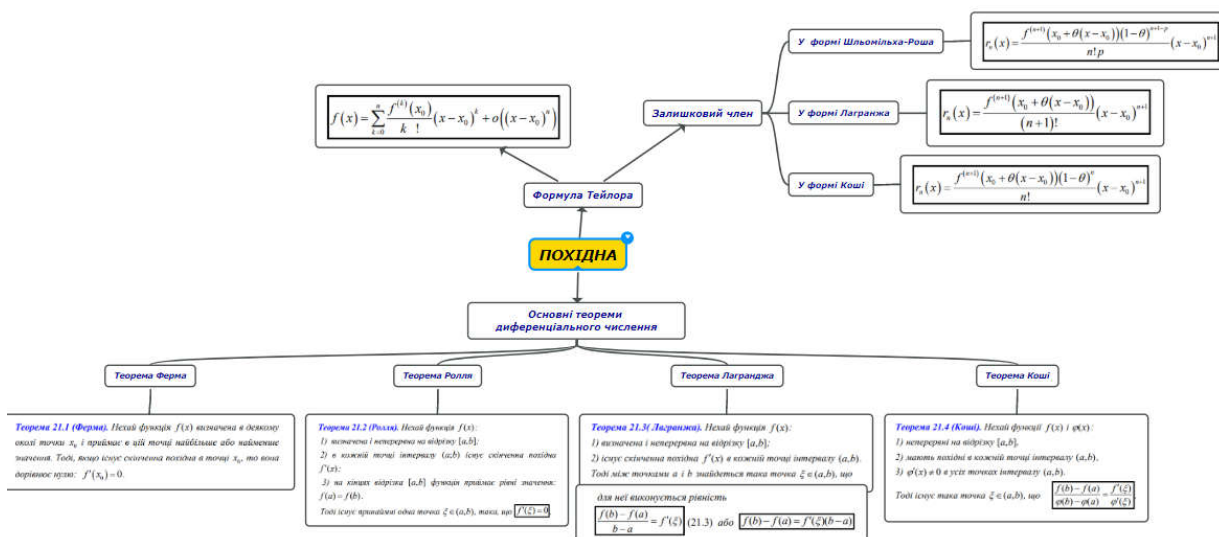 У формі Шльомільха-Роша
r_n(x) = \frac{f^{(n+1)}(x_0+θ(x-x_0))(1-θ)^{n+1-p}}{n!p}(x-x_0)^{n+1}
f(x) = \sum_{k=0}^{n} \frac{f^{(k)}(x_0)}{k!}(x-x_0)^k + o((x-x_0)^n)
Залишковий член
У формі Лагранжа
r_n(x) = \frac{f^{(n+1)}(x_0+θ(x-x_0))}{(n+1)!}(x-x_0)^{n+1}
У формі Коші
r_n(x) = \frac{f^{(n+1)}(x_0+θ(x-x_0))(1-θ)^n}{n!}(x-x_0)^{n+1}
Формула Тейлора
ПОХІДНА
Основні теореми
диференціального числення
Теорема Ферма
Теорема Ролля
Теорема Лагранджа
Теорема Коші
Теорема 21.1 (Ферма). Нехай функція f(x) визначена в деякому
околі точки x_0 і приймає в цій точці найбільше або найменше
значення. Тоді, якщо існує скінченна похідна в точці x_0, то вона
дорівнює нулю: f'(x_0)=0.
Теорема 21.2 (Ролля). Нехай функція f(x):
1) визначена і неперервна на відрізку [a,b];
2) в кожній точці інтервалу (a,b) існує скінченна похідна
f'(x);
3) на кінцях відрізка [a,b] функція приймає рівні значення:
f(a)=f(b).
Тоді існує принаймні одна точка ξ∈(a,b), така, що f'(ξ)=0
Теорема 21.3( Лагранжа). Нехай функція f(x):
1) визначена і неперервна на відрізку [a,b];
2) існує скінченна похідна f'(x) в кожній точці інтервалу (a,b).
Тоді між точками a і b знайдеться така точка ξ∈(a,b), що
для неї виконується рівність
\frac{f(b)-f(a)}{b-a} = f'(ξ) (21.3) або f(b)-f(a)=f'(ξ)(b-a)
Теорема 21.4 (Коші). Нехай функції f(x) і φ(x):
1) неперервні на відрізку [a,b],
2) мають похідні в кожній точці інтервалу (a,b),
3) φ'(x)≠0 в усіх точках інтервалу (a,b).
Тоді існує така точка ξ∈(a,b), що \frac{f(b)-f(a)}{φ(b)-φ(a)} = \frac{f'(ξ)}{φ'(ξ)}